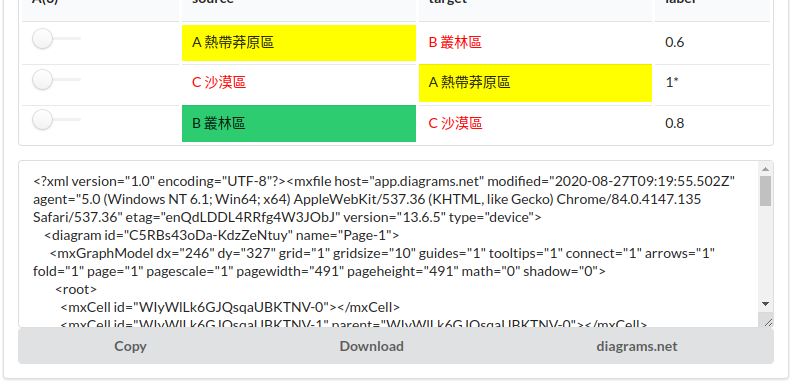 A 熱帶莽原區 B 叢林區 0.6
C 沙漠區 A 熱帶莽原區 1*
B 叢林區 C 沙漠區 0.8
<?xml version="1.0" encoding="UTF-8"?><mxfile host="app.diagrams.net" modified="2020-08-27T09:19:55.502Z"
agent="5.0 (Windows NT 6.1; Win64; x64) AppleWebKit/537.36 (KHTML, like Gecko) Chrome/84.0.4147.135
Safari/537.36" etag="enQdLDDL4RRfg4W3JObJ" version="13.6.5" type="device">
<diagram id="C5RBs43oDa-KdzZeNtuy" name="Page-1">
<mxGraphModel dx="246" dy="327" grid="1" gridsize="10" guides="1" tooltips="1" connect="1" arrows="1"
fold="1" page="1" pagescale="1" pagewidth="491" pageheight="491" math="0" shadow="0">
<root>
<mxCell id="WIyWlLk6GJQsqaUBKTNV-0"></mxCell>
<mxCell id="WIyWlLk6GJQsqaUBKTNV-1" parent="WIyWlLk6GJQsqaUBKTNV-0"></mxCell>
Copy Download diagrams.net